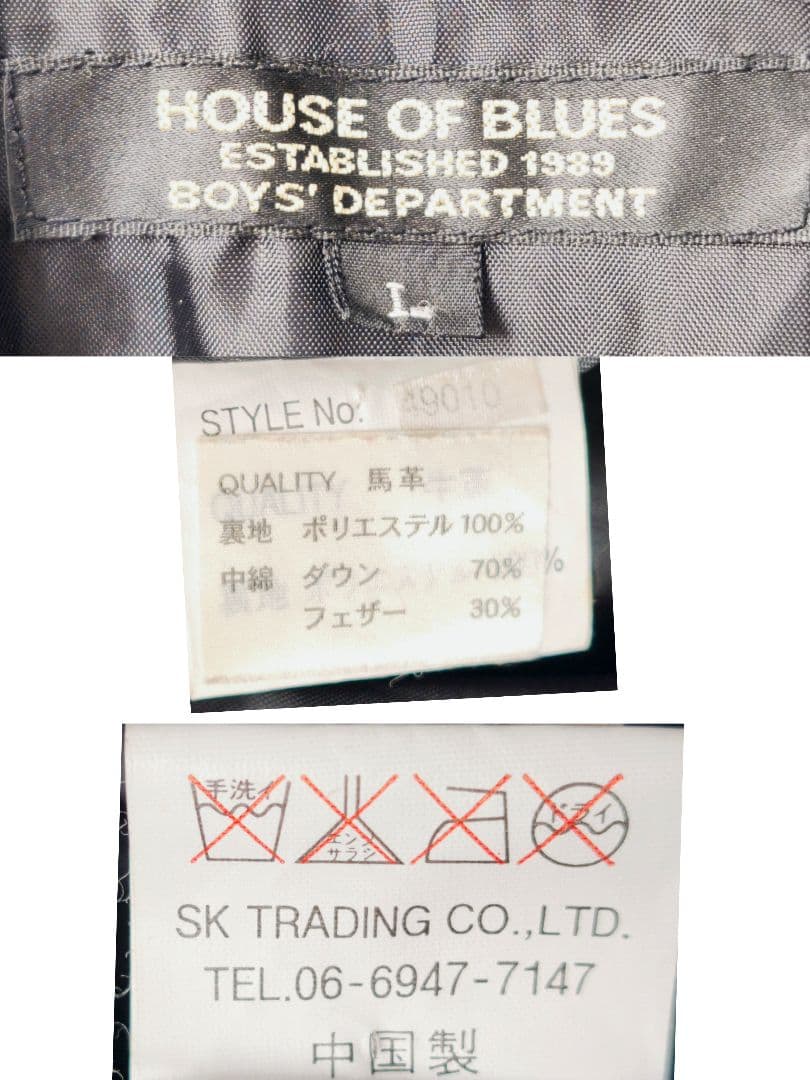 HOUSE OF BLUES
ESTABLISHED 1989
BOYS' DEPARTMENT
L
STYLE No. 49010
QUALITY 馬革
裏地 ポリエステル 100%
中綿 ダウン 70%
フェザー 30%
手洗イ
エンソ
サラシ
ドライ
SK TRADING CO.,LTD.
TEL.06-6947-7147
中国製